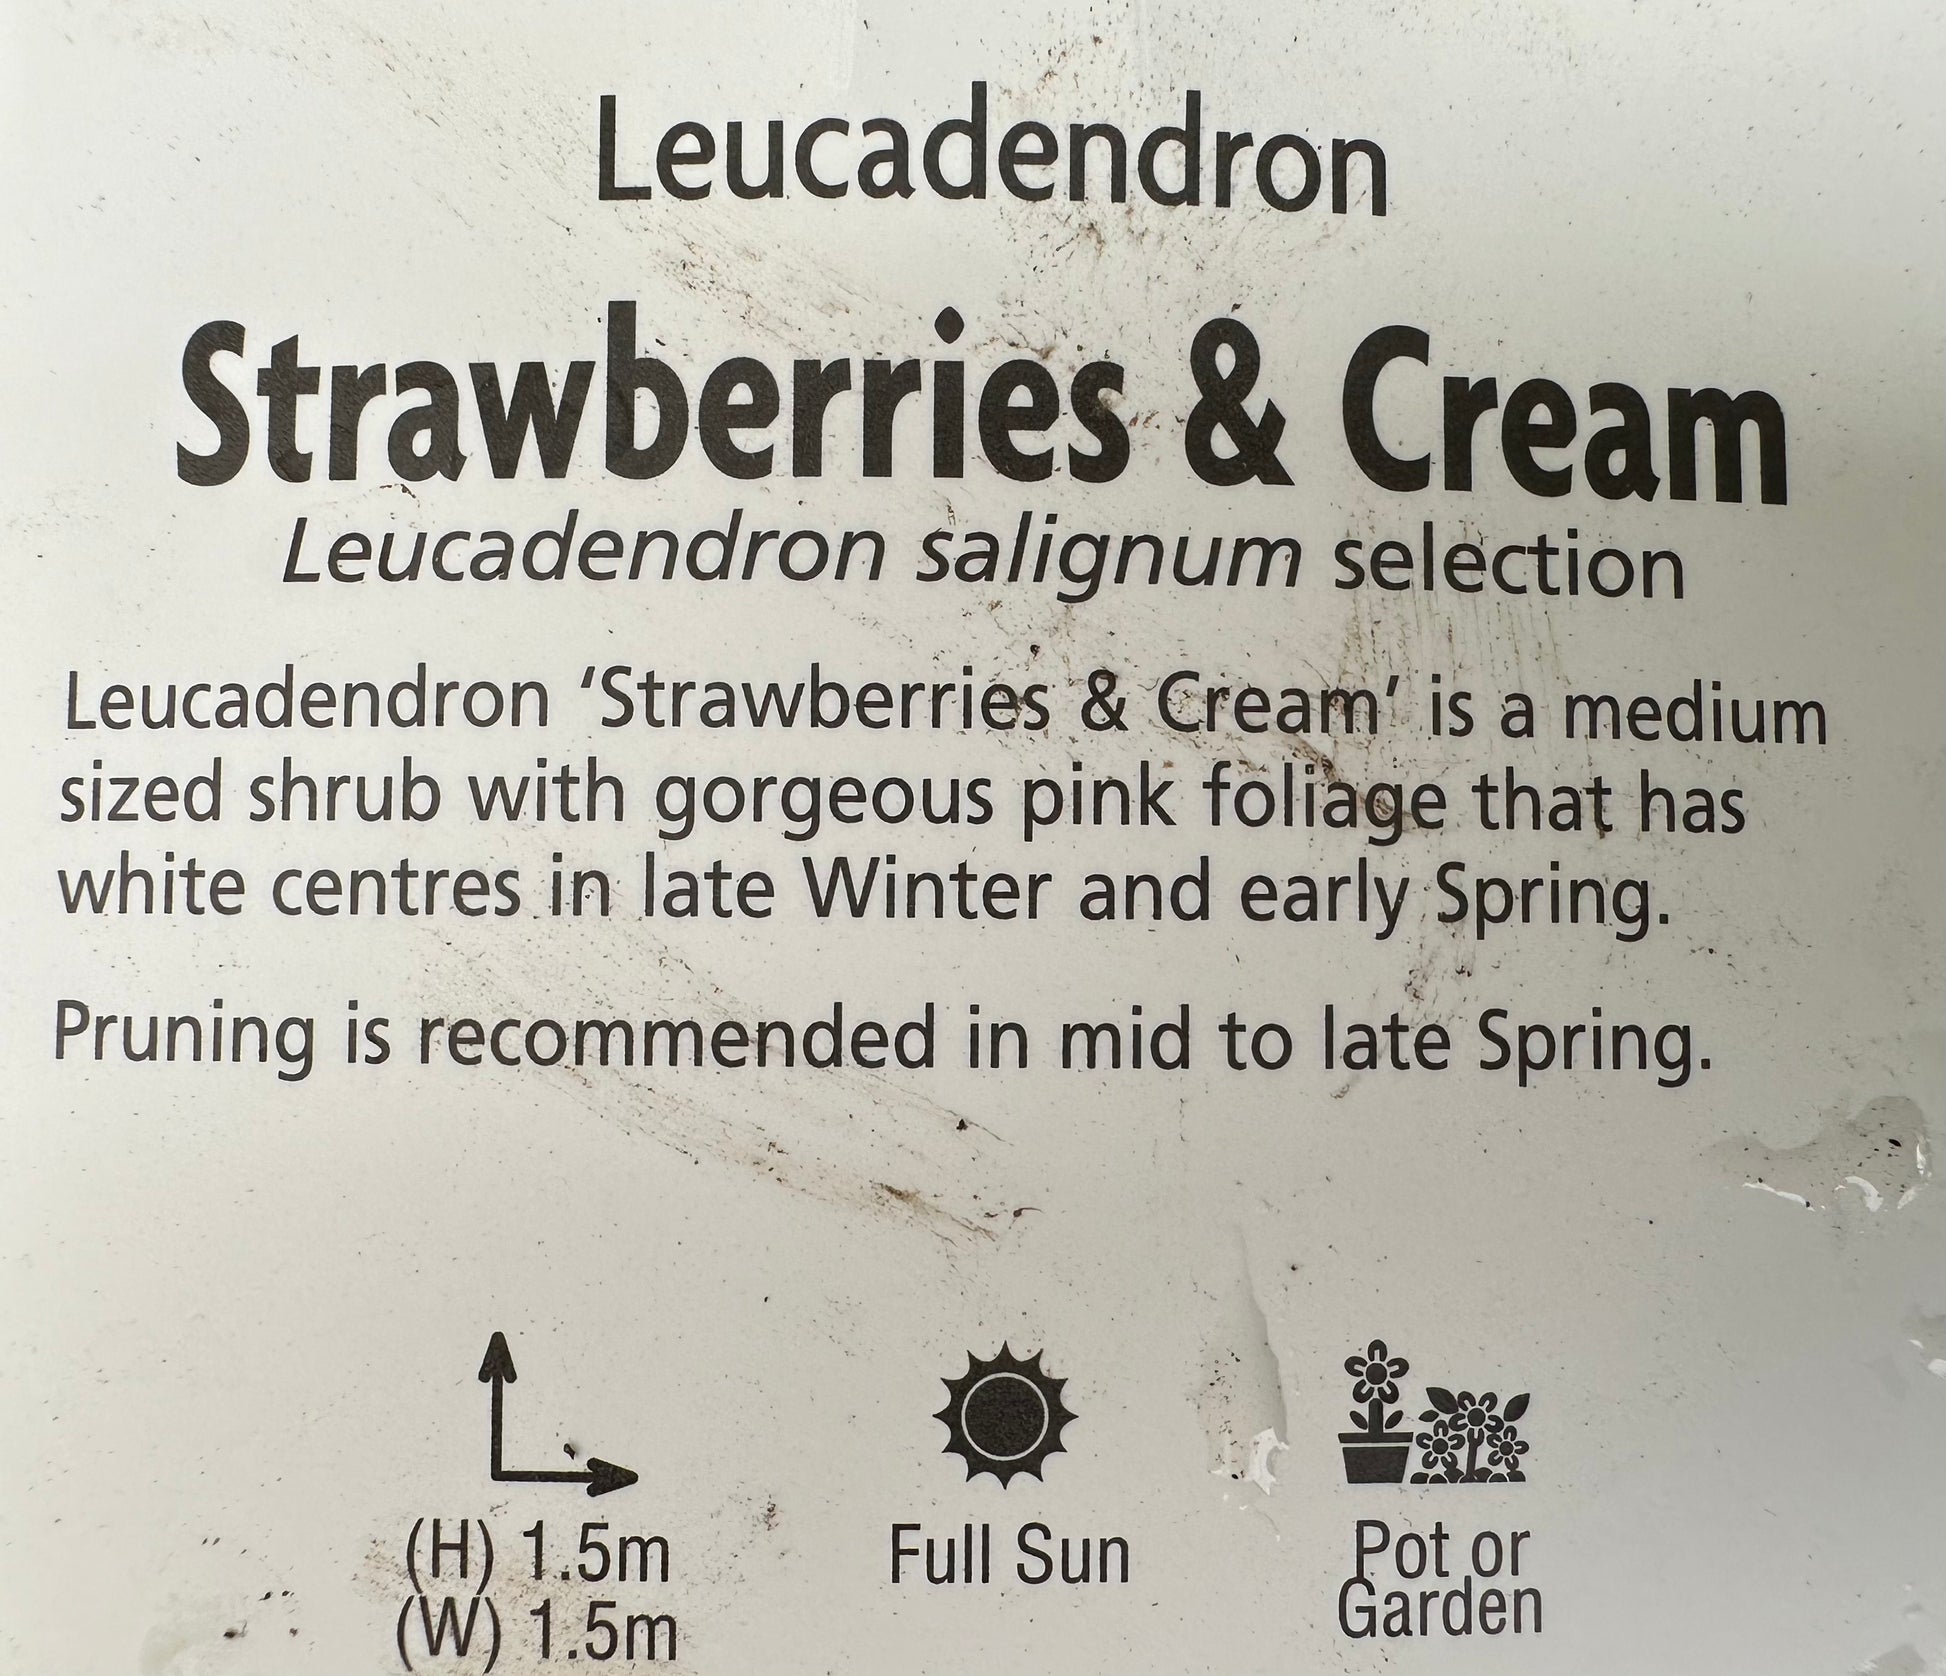 Leucadendron
Strawberries & Cream
Leucadendron salignum selection
Leucadendron ‘Strawberries & Cream’ is a medium
sized shrub with gorgeous pink foliage that has
white centres in late Winter and early Spring.
Pruning is recommended in mid to late Spring.
(H) 1.5m
(W) 1.5m
Full Sun
Pot or
Garden